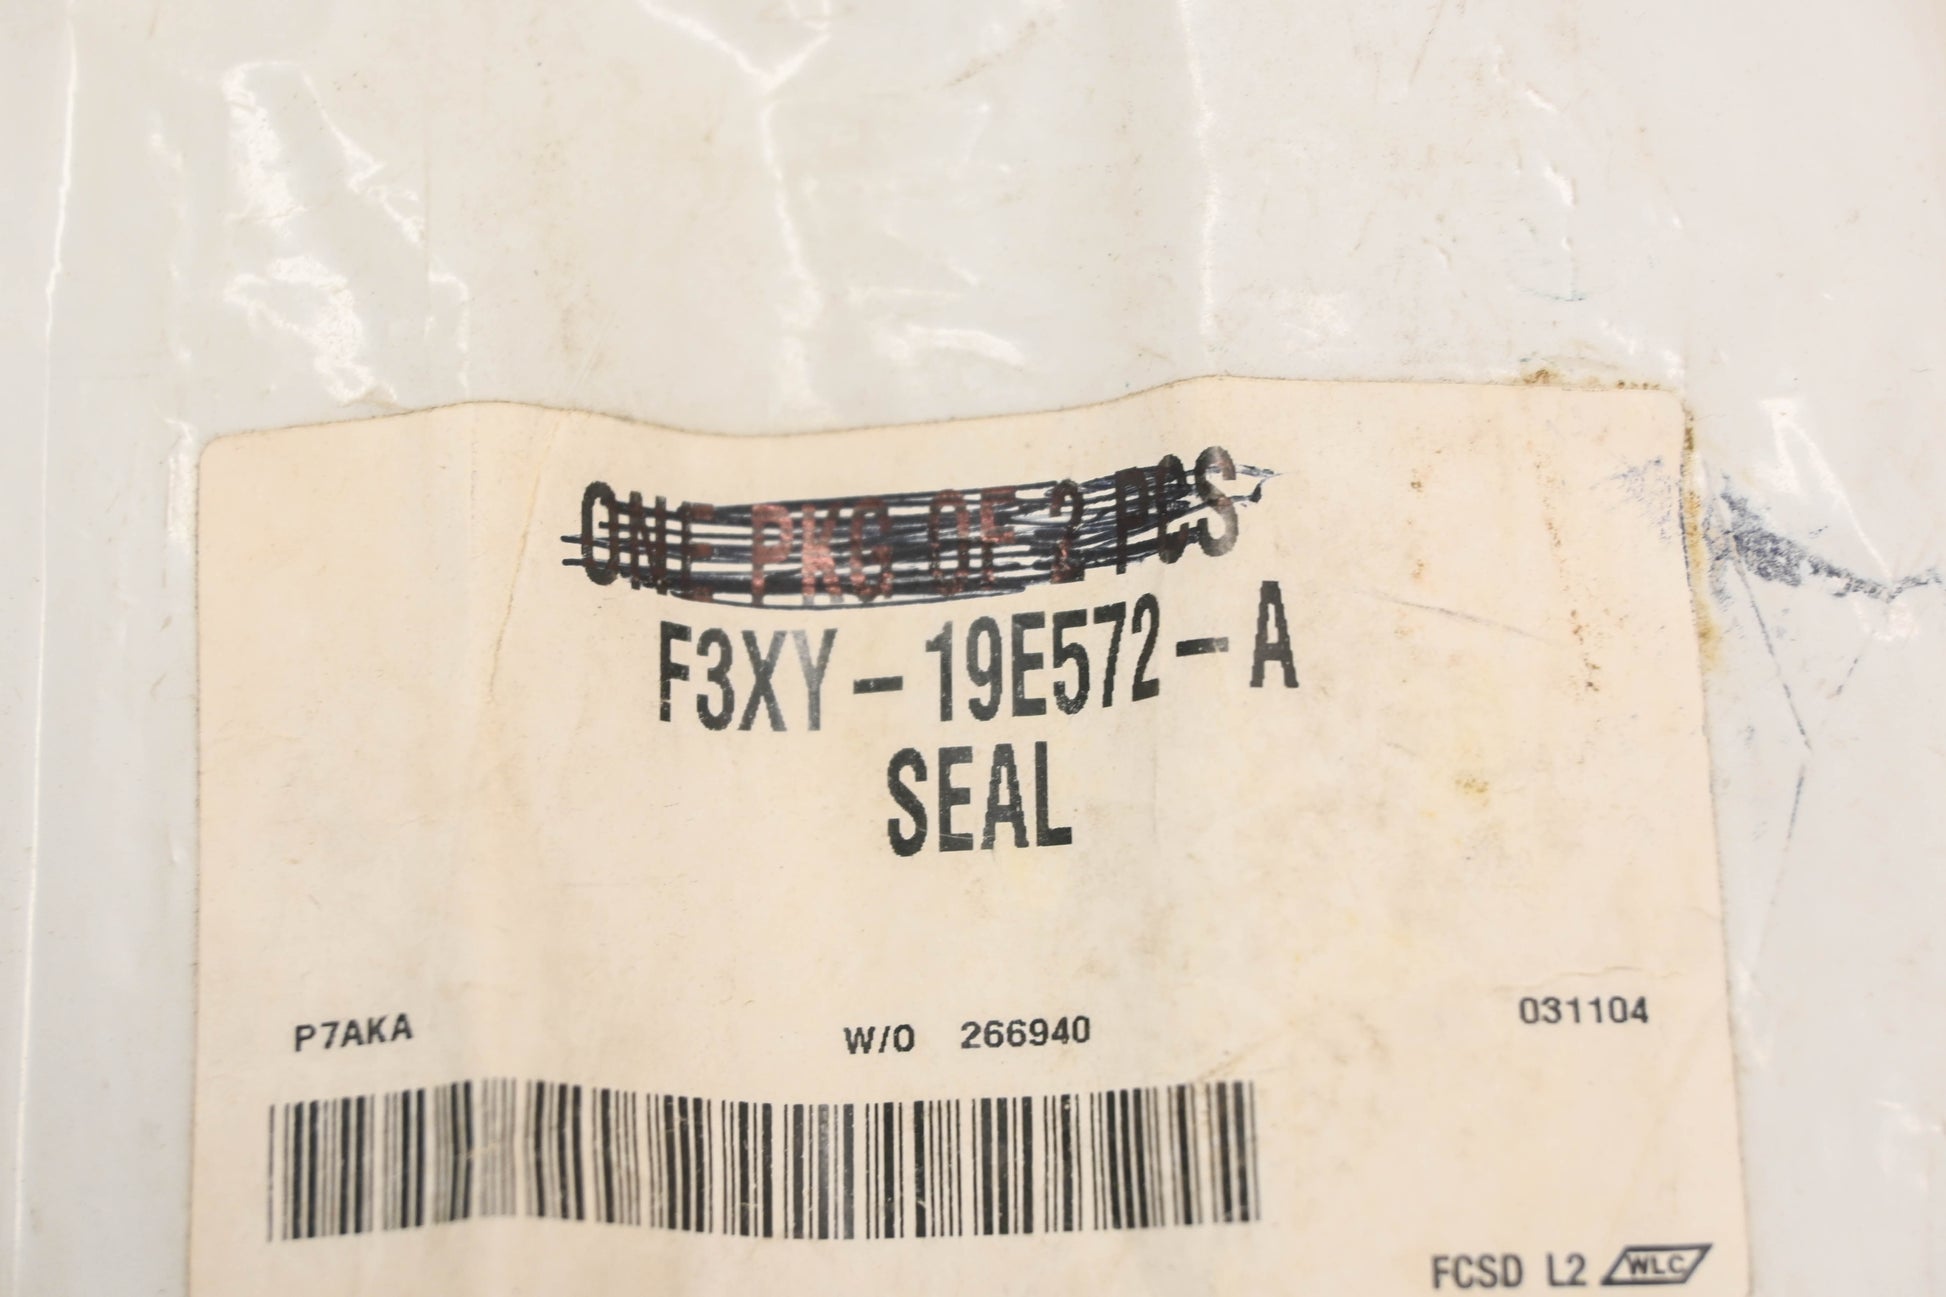 ONE PKG OF 2 PCS
F3XY-19E572-A
SEAL
P7AKA W/O 266940 031104
FCSD L2 WLC